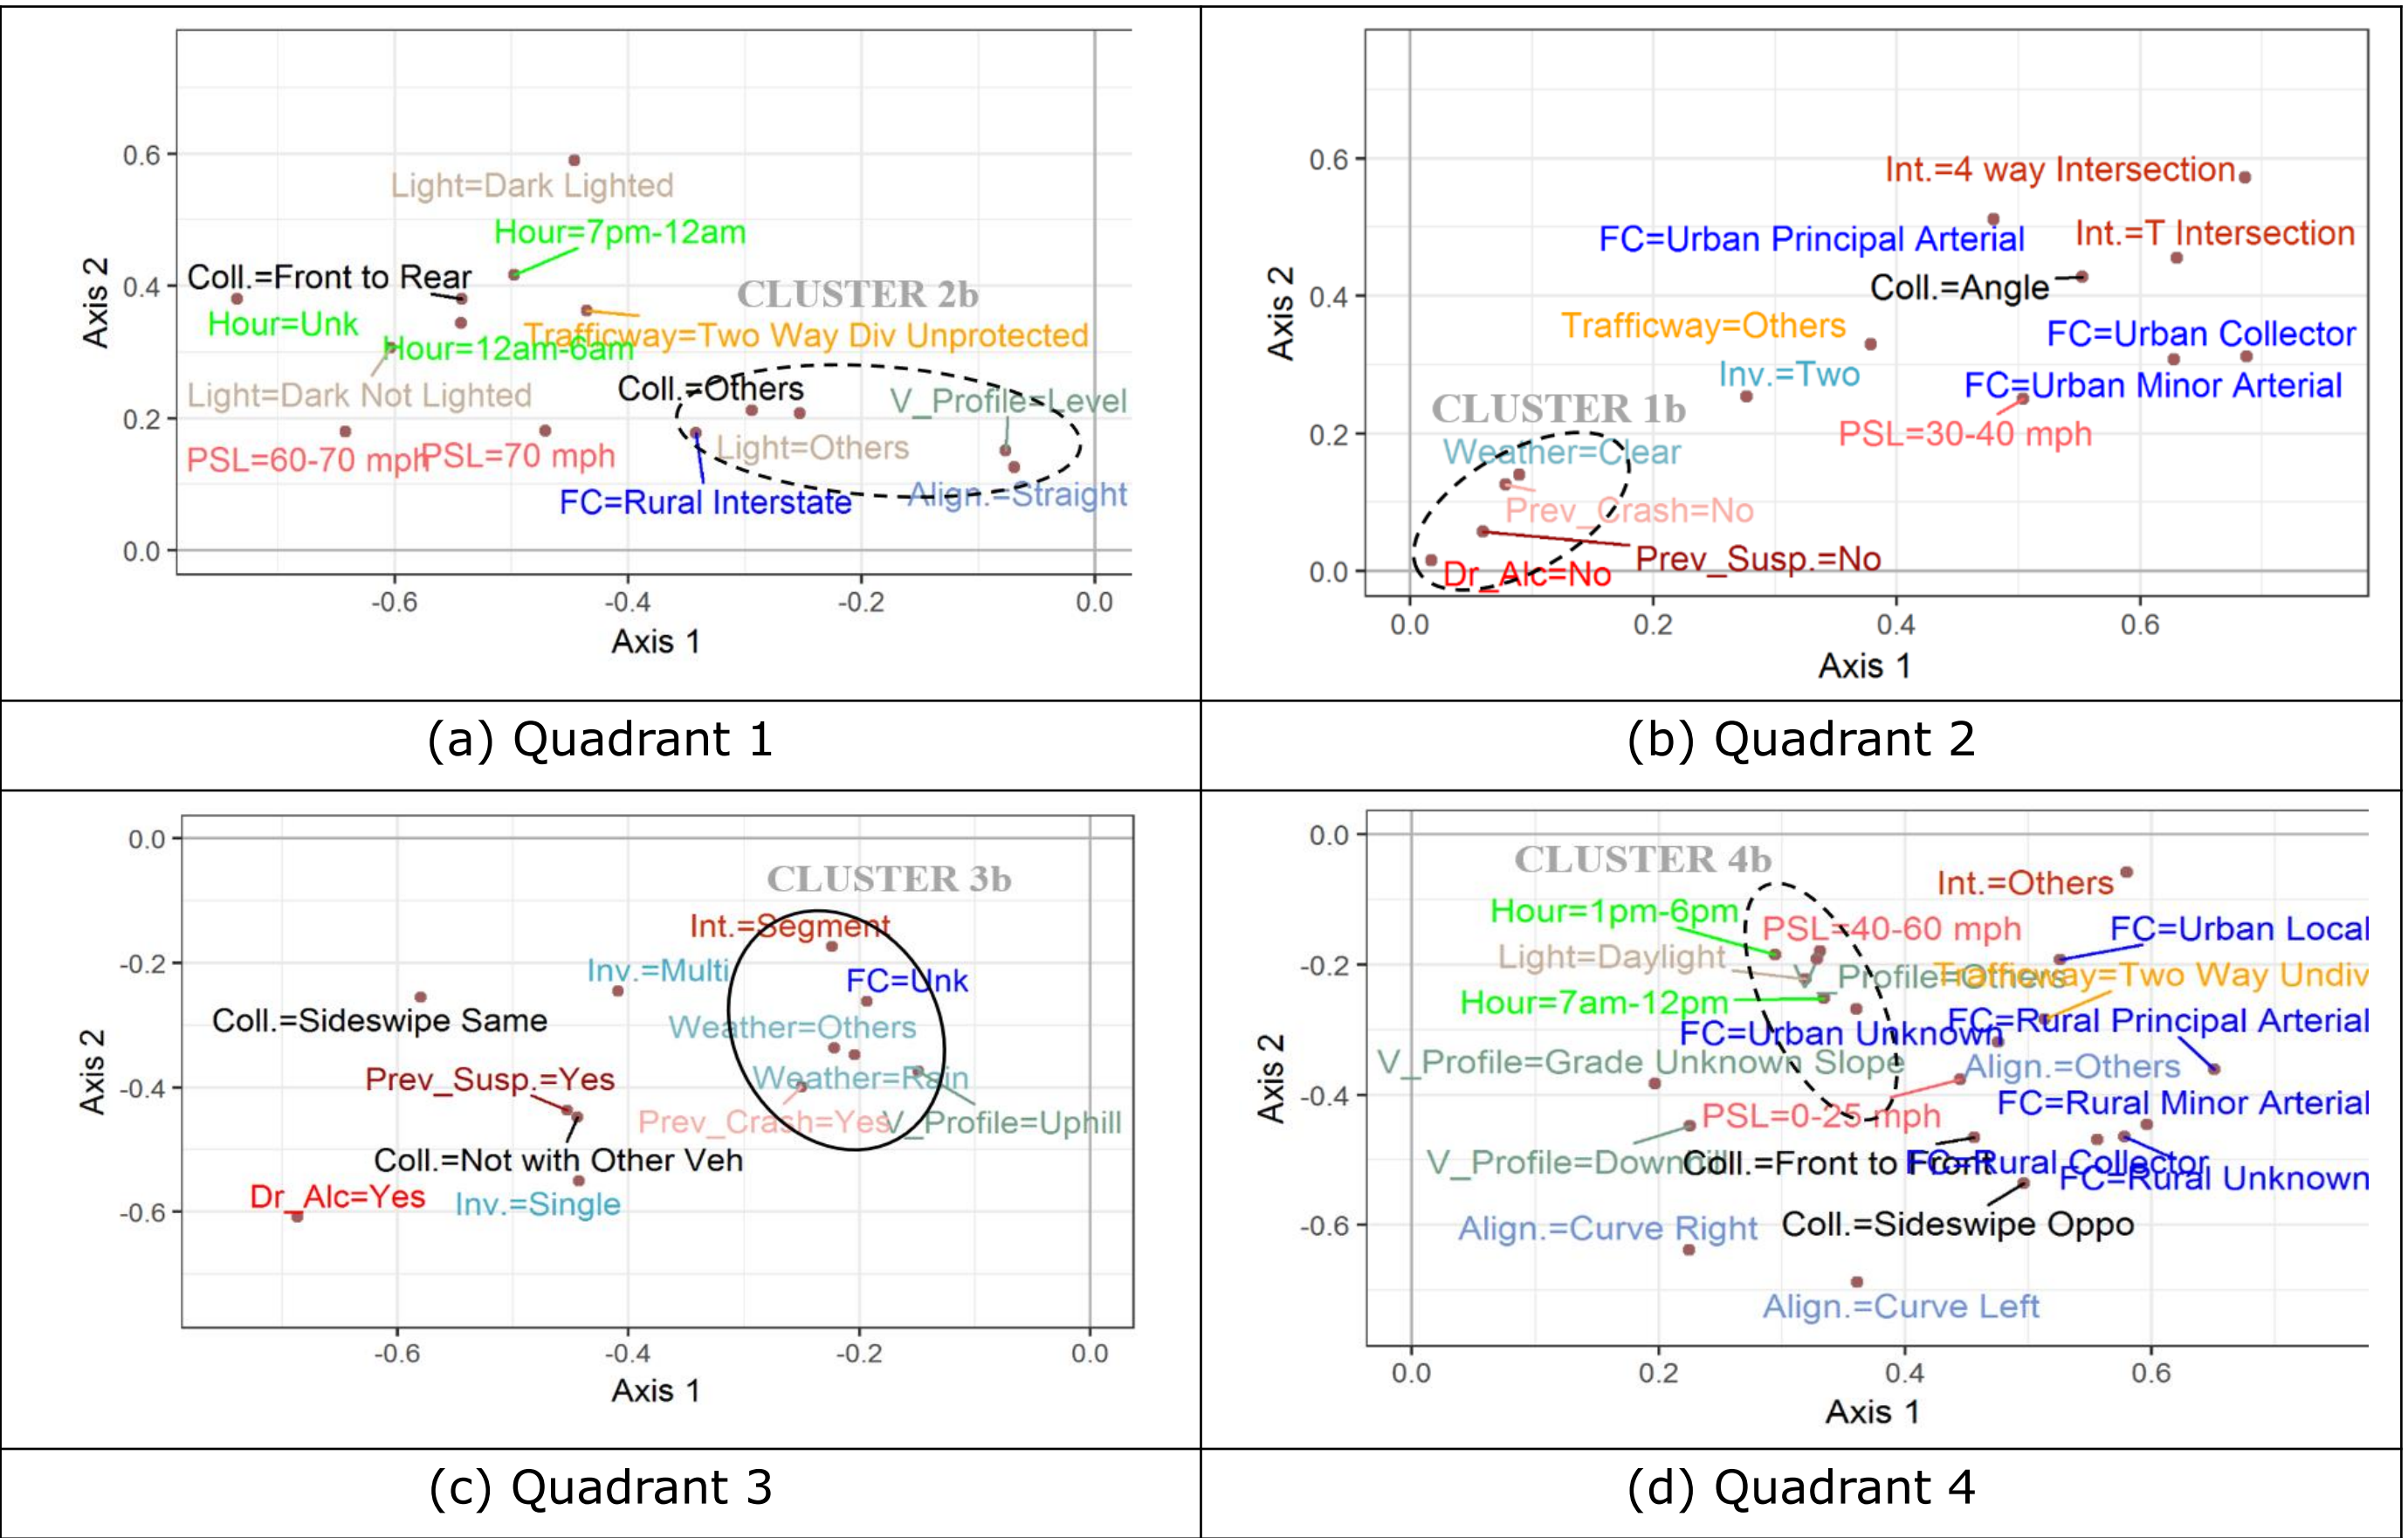 Axis 2
0.6
0.4
0.2
0.0
Light=Dark Lighted
Hour=7pm-12am
Coll.=Front to Rear
CLUSTER 2b
Hour=Unk
Trafficway=Two Way Div Unprotected
Hour=12am-6am
Light=Dark Not Lighted
Coll.=Others
V_Profile=Level
Light=Others
PSL=60-70 mph
PSL=70 mph
FC=Rural Interstate
Align.=Straight
-0.6 -0.4 -0.2 0.0
Axis 1
(a) Quadrant 1
Axis 2
0.6
0.4
0.2
0.0
Int.=4 way Intersection
FC=Urban Principal Arterial
Int.=T Intersection
Coll.=Angle
Trafficway=Others
FC=Urban Collector
Inv.=Two
FC=Urban Minor Arterial
CLUSTER 1b
PSL=30-40 mph
Weather=Clear
Prev_Crash=No
Prev_Susp.=No
Dr_Alc=No
0.0 0.2 0.4 0.6
Axis 1
(b) Quadrant 2
Axis 2
0.0
-0.2
-0.4
-0.6
CLUSTER 3b
Int.=Segment
Inv.=Multi
FC=Unk
Coll.=Sideswipe Same
Weather=Others
Prev_Susp.=Yes
Weather=Rain
Prev_Crash=Yes
V_Profile=Uphill
Coll.=Not with Other Veh
Dr_Alc=Yes
Inv.=Single
-0.6 -0.4 -0.2 0.0
Axis 1
(c) Quadrant 3
Axis 2
0.0
-0.2
-0.4
-0.6
CLUSTER 4b
Int.=Others
Hour=1pm-6pm
PSL=40-60 mph
FC=Urban Local
Light=Daylight
V_Profile=Others
Trafficway=Two Way Undiv
Hour=7am-12pm
FC=Urban Unknown
FC=Rural Principal Arterial
V_Profile=Grade Unknown Slope
Align.=Others
PSL=0-25 mph
FC=Rural Minor Arterial
V_Profile=Downhill
Coll.=Front to Front
FC=Rural Collector
FC=Rural Unknown
Align.=Curve Right
Coll.=Sideswipe Oppo
Align.=Curve Left
0.0 0.2 0.4 0.6
Axis 1
(d) Quadrant 4